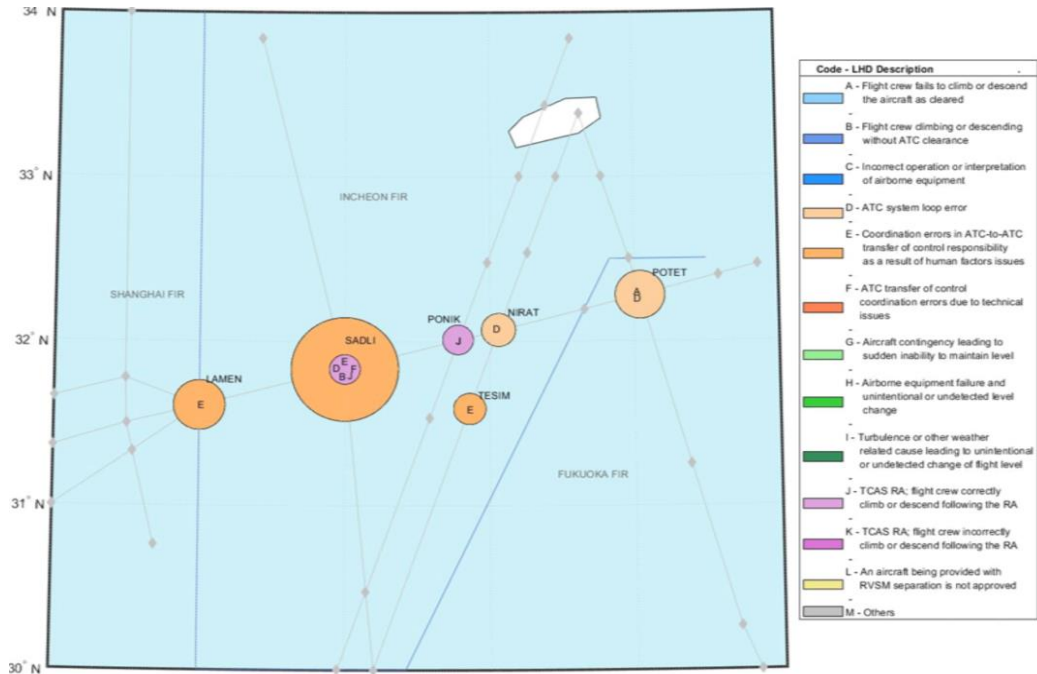 34° N
33° N
32° N
31° N
30° N
INCHEON FIR
SHANGHAI FIR
FUKUOKA FIR
POTET
A
D
NIRAT
D
PONIK
J
SADLI
E
D F
J
B
LAMEN
E
TESIM
E
Code - LHD Description .
A - Flight crew fails to climb or descend
the aircraft as cleared
-
B - Flight crew climbing or descending
without ATC clearance
-
C - Incorrect operation or interpretation
of airborne equipment
-
D - ATC system loop error
-
E - Coordination errors in ATC-to-ATC
transfer of control responsibility
as a result of human factors issues
-
F - ATC transfer of control
coordination errors due to technical
issues
-
G - Aircraft contingency leading to
sudden inability to maintain level
-
H - Airborne equipment failure and
unintentional or undetected level
change
-
I - Turbulence or other weather
related cause leading to unintentional
or undetected change of flight level
-
J - TCAS RA; flight crew correctly
climb or descend following the RA
-
K - TCAS RA; flight crew incorrectly
climb or descend following the RA
-
L - An aircraft being provided with
RVSM separation is not approved
-
M - Others